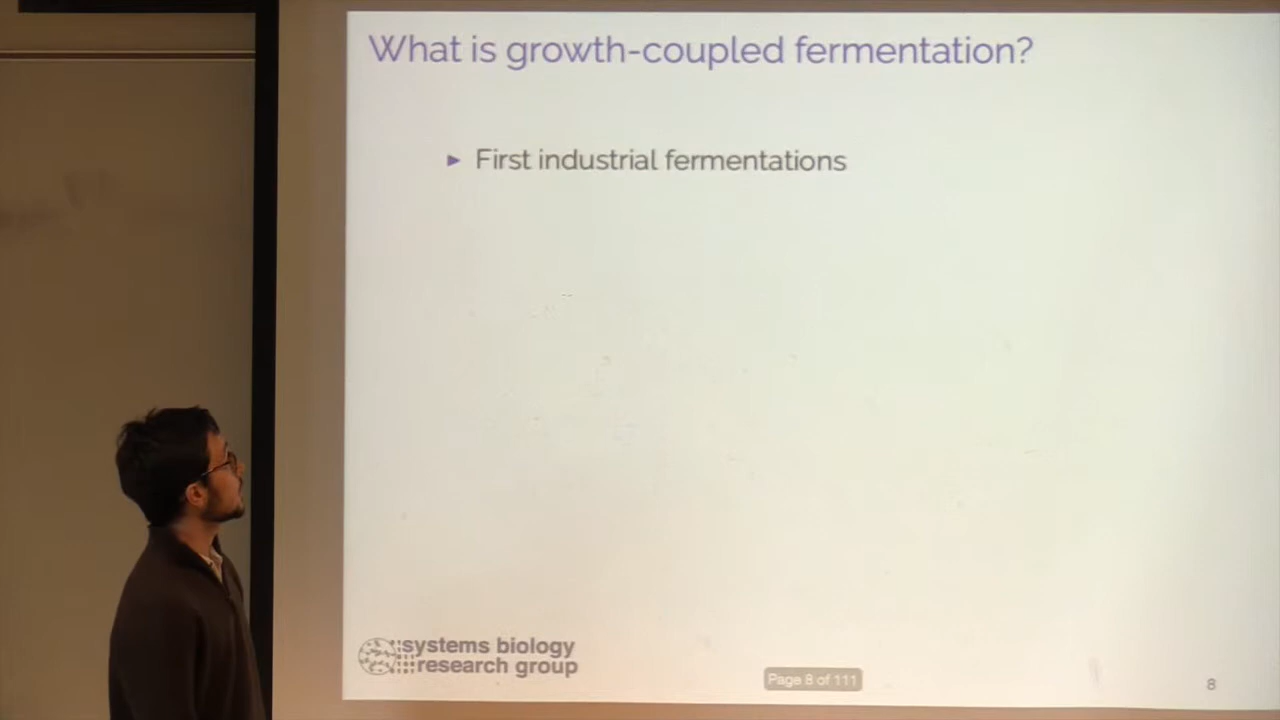 What is growth-coupled fermentation?
► First industrial fermentations
systems biology
research group
Page 8 of 111
8